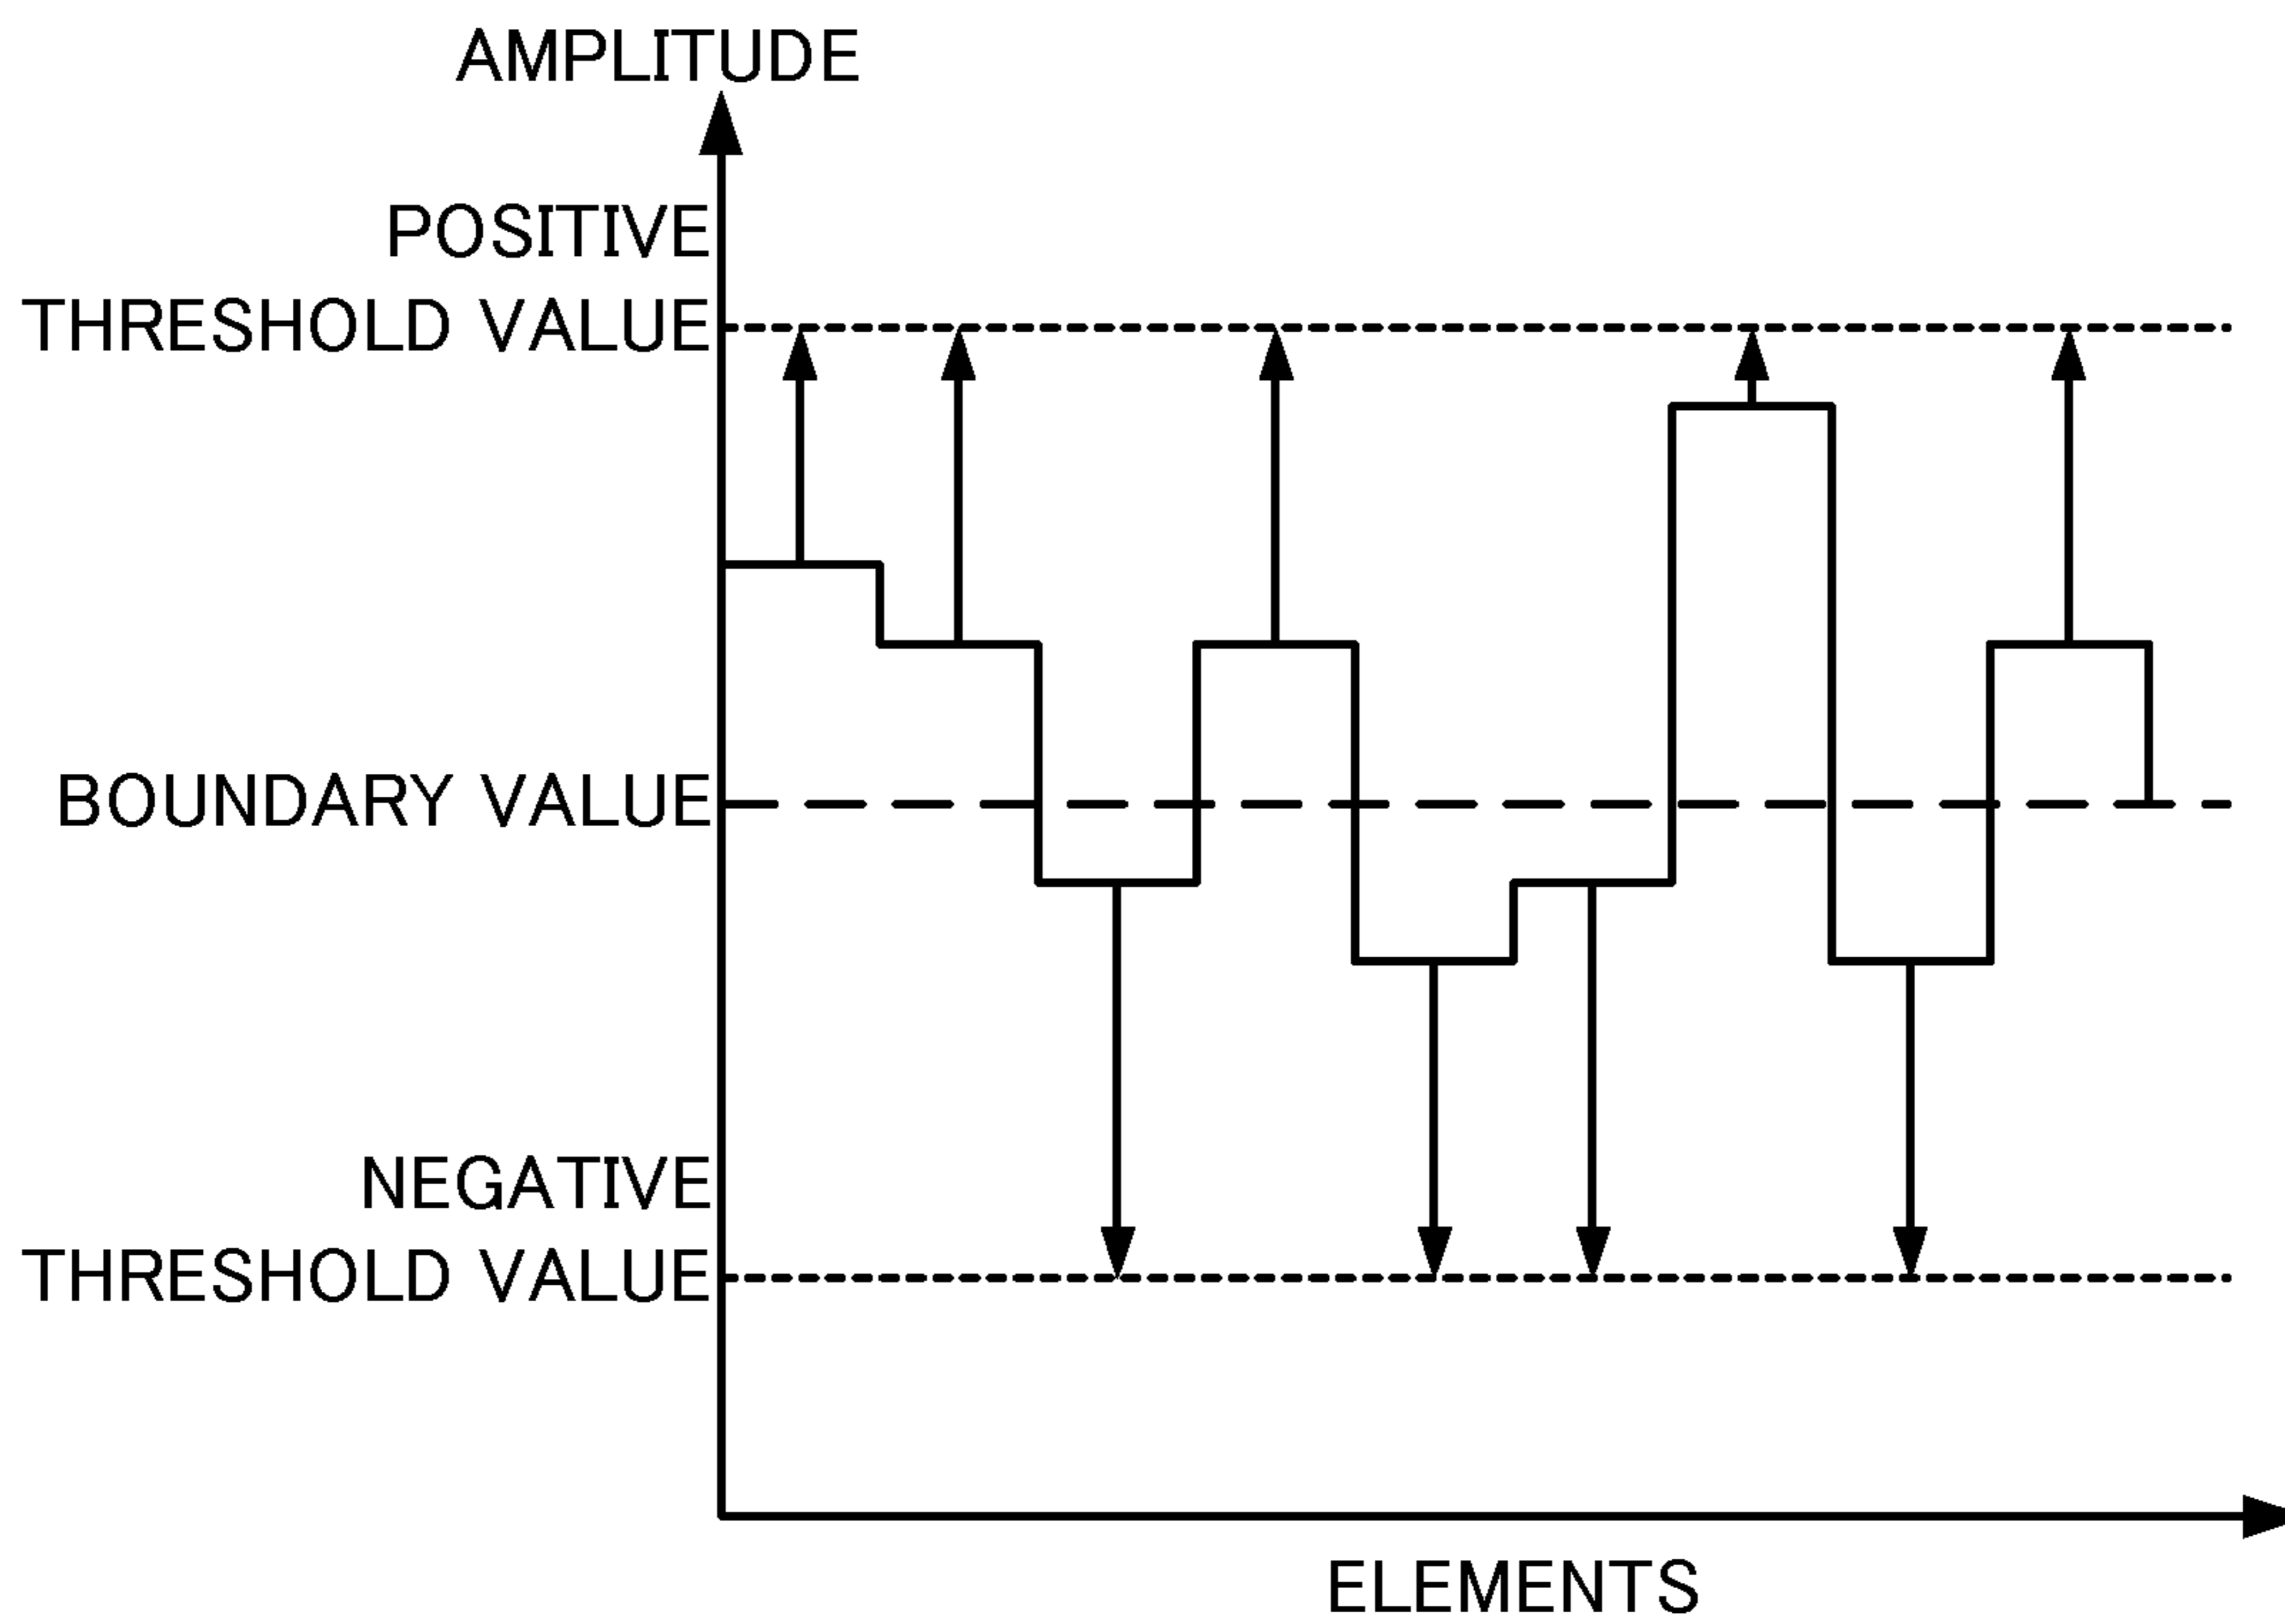 AMPLITUDE
POSITIVE
THRESHOLD VALUE
BOUNDARY VALUE
NEGATIVE
THRESHOLD VALUE
ELEMENTS